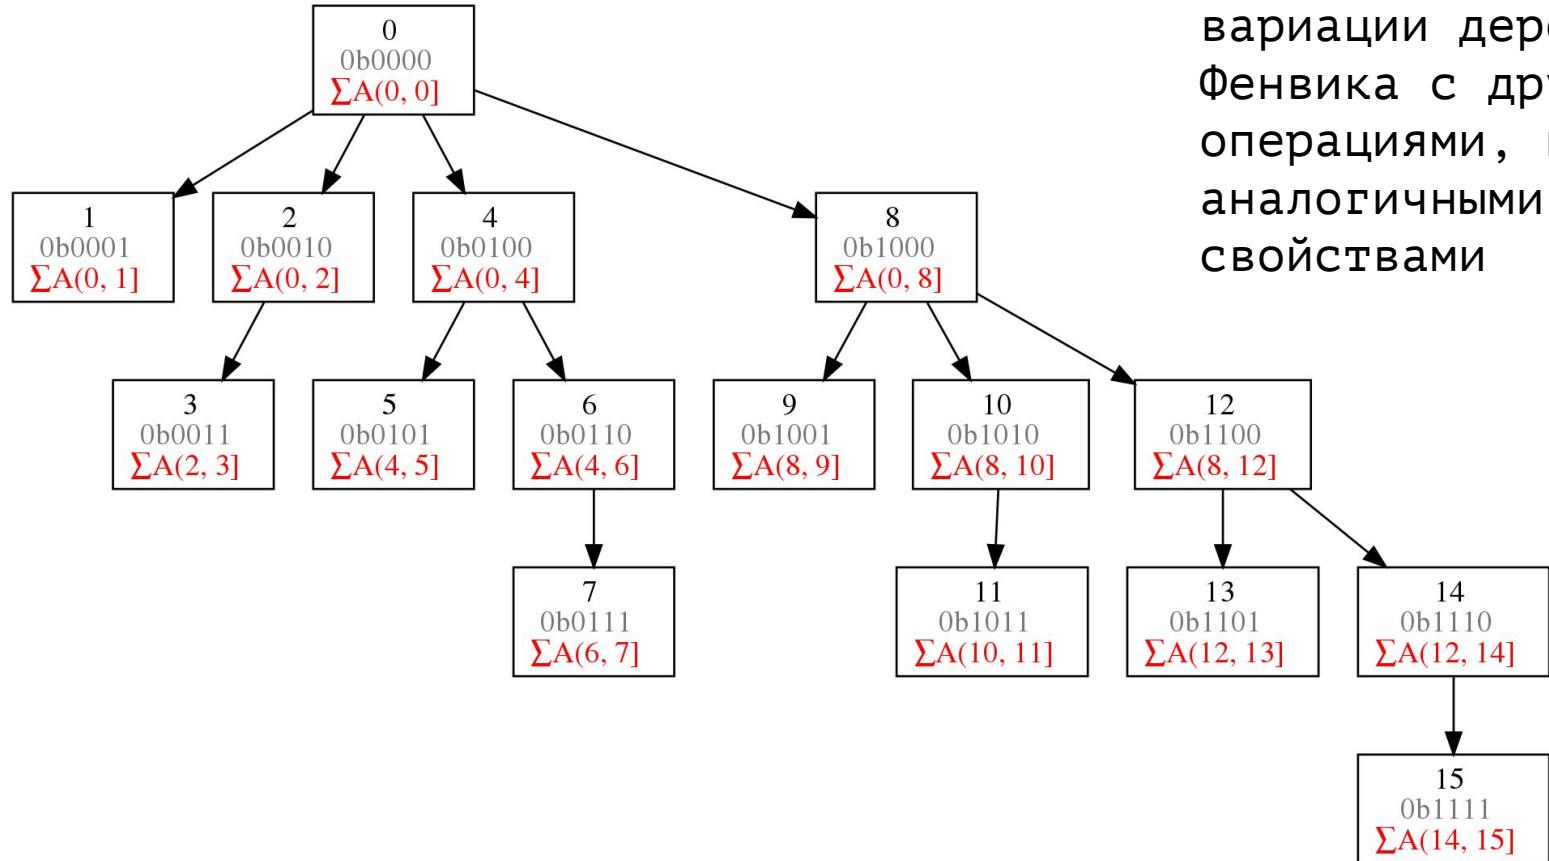 вариации
Фенвика с
операциями,
аналогичными
свойствами
0
0b0000
∑A(0, 0]
1
0b0001
∑A(0, 1]
2
0b0010
∑A(0, 2]
4
0b0100
∑A(0, 4]
8
0b1000
∑A(0, 8]
3
0b0011
∑A(2, 3]
5
0b0101
∑A(4, 5]
6
0b0110
∑A(4, 6]
9
0b1001
∑A(8, 9]
10
0b1010
∑A(8, 10]
12
0b1100
∑A(8, 12]
7
0b0111
∑A(6, 7]
11
0b1011
∑A(10, 11]
13
0b1101
∑A(12, 13]
14
0b1110
∑A(12, 14]
15
0b1111
∑A(14, 15]